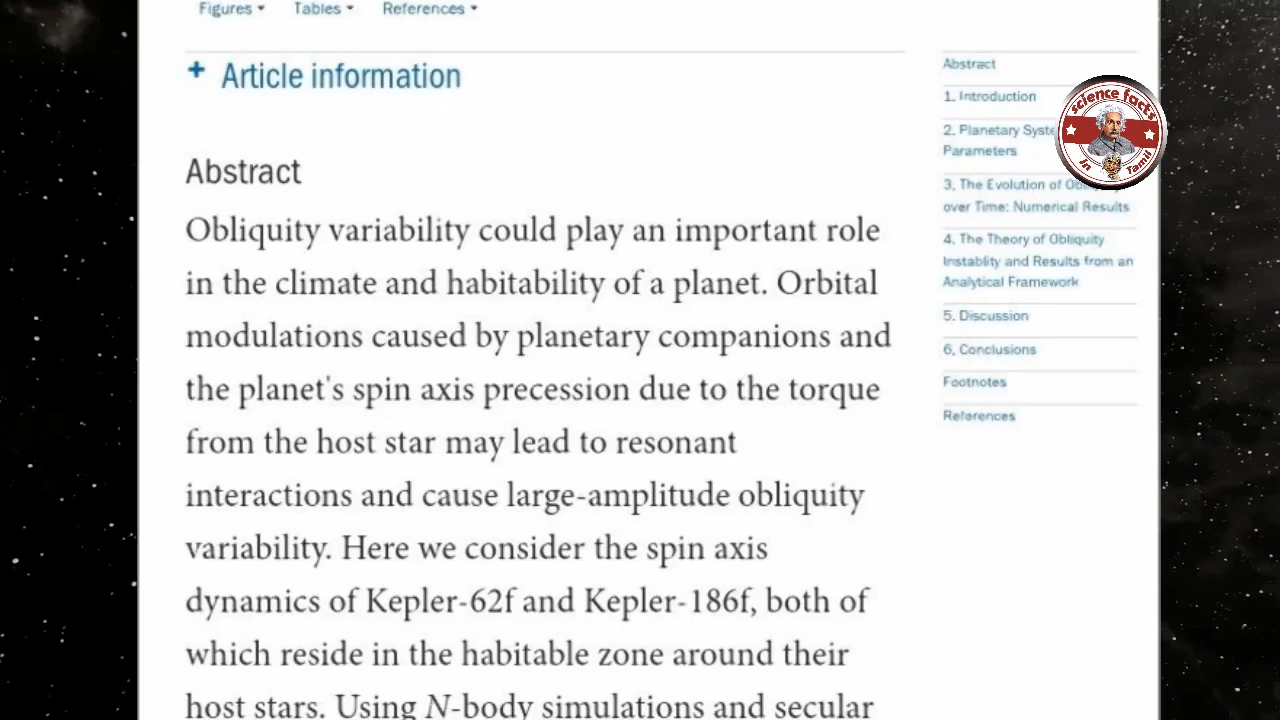 Figures
Tables
References
+ Article information
Abstract
Obliquity variability could play an important role
in the climate and habitability of a planet. Orbital
modulations caused by planetary companions and
the planet's spin axis precession due to the torque
from the host star may lead to resonant
interactions and cause large-amplitude obliquity
variability. Here we consider the spin axis
dynamics of Kepler-62f and Kepler-186f, both of
which reside in the habitable zone around their
host stars. Using N-body simulations and secular
Abstract
1. Introduction
2. Planetary Syste
Parameters
3. The Evolution of
over Time: Numerical Results
4. The Theory of Obliquity
Instablity and Results from an
Analytical Framework
5. Discussion
6. Conclusions
Footnotes
References
science facts
in Tamil